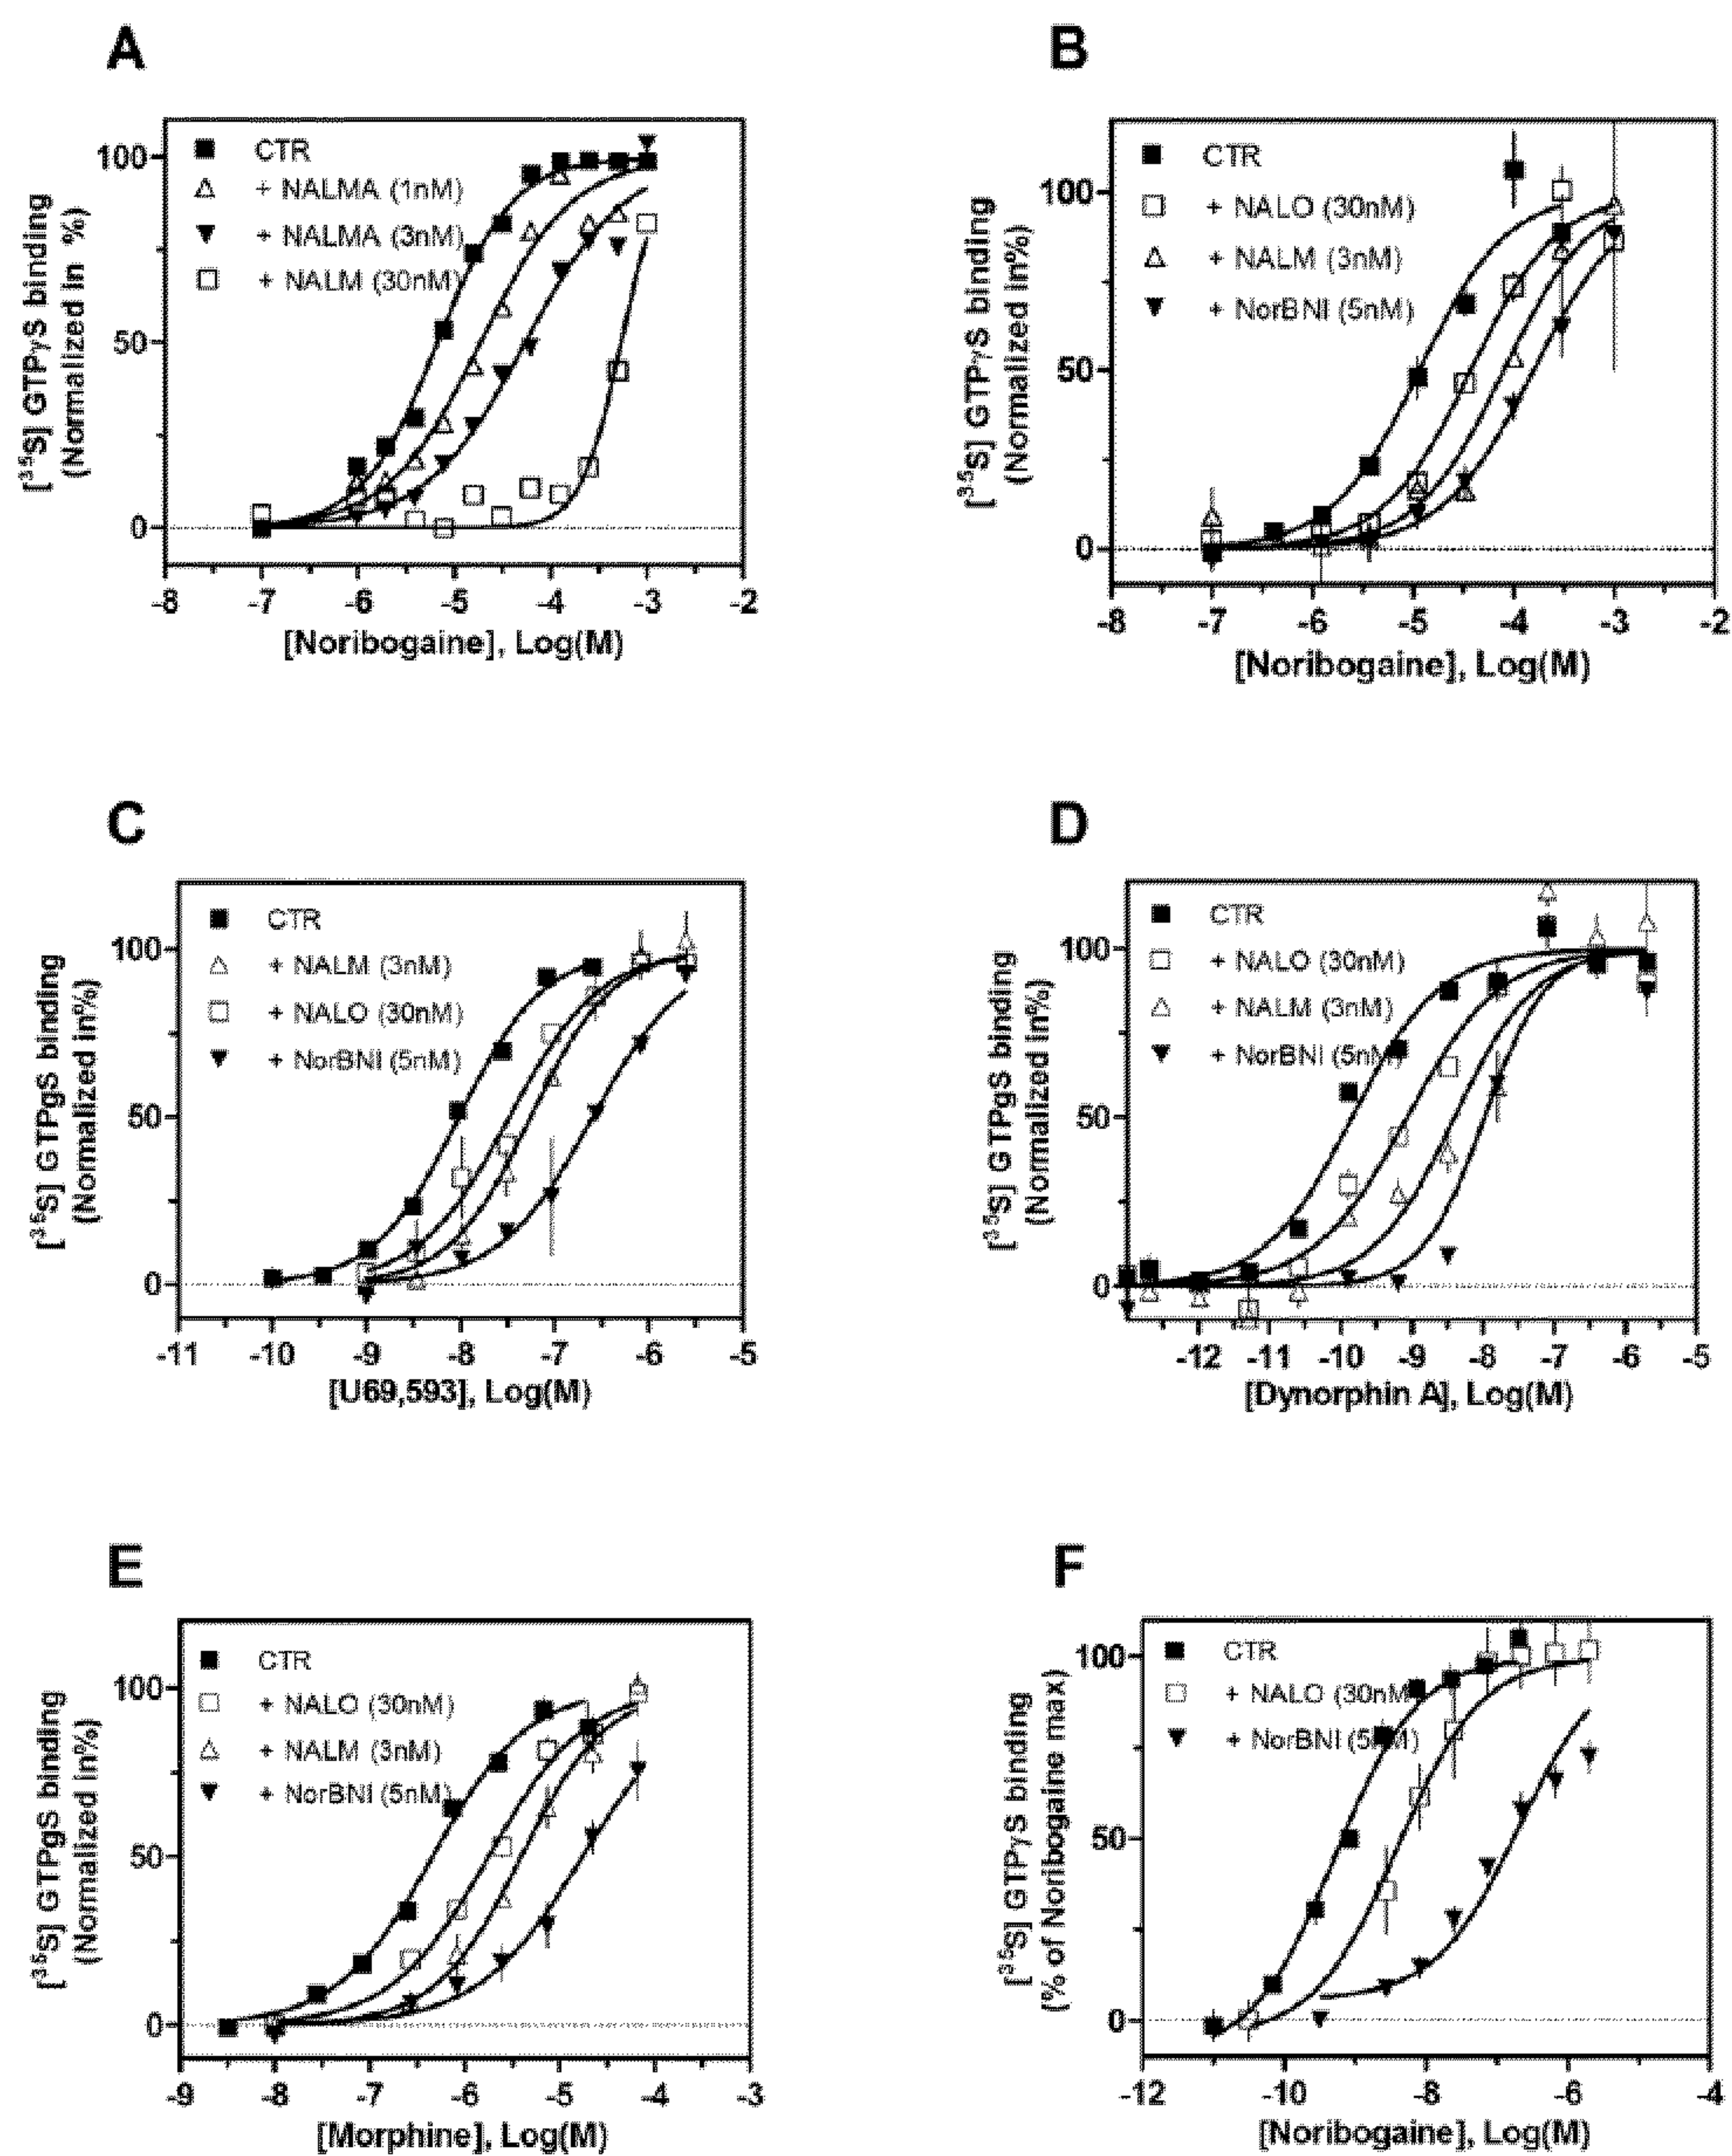 A
[³⁵S] GTPγS binding
(Normalized in %)
100
50
0
CTR
+ NALMA (1nM)
+ NALMA (3nM)
+ NALM (30nM)
-8 -7 -6 -5 -4 -3 -2
[Noribogaine], Log(M)
B
[³⁵S] GTPγS binding
(Normalized in%)
100
50
0
CTR
+ NALO (30nM)
+ NALM (3nM)
+ NorBNI (5nM)
-8 -7 -6 -5 -4 -3 -2
[Noribogaine], Log(M)
C
[³⁵S] GTPgS binding
(Normalized in%)
100
50
0
CTR
+ NALM (3nM)
+ NALO (30nM)
+ NorBNI (5nM)
-11 -10 -9 -8 -7 -6 -5
[U69,593], Log(M)
D
[³⁵S] GTPgS binding
(Normalized in%)
100
50
0
CTR
+ NALO (30nM)
+ NALM (3nM)
+ NorBNI (5nM)
-12 -11 -10 -9 -8 -7 -6 -5
[Dynorphin A], Log(M)
E
[³⁵S] GTPgS binding
(Normalized in%)
100
50
0
CTR
+ NALO (30nM)
+ NALM (3nM)
+ NorBNI (5nM)
-9 -8 -7 -6 -5 -4 -3
[Morphine], Log(M)
F
[³⁵S] GTPγS binding
(% of Noribogaine max)
100
50
0
CTR
+ NALO (30nM)
+ NorBNI (5nM)
-12 -10 -8 -6 -4
[Noribogaine], Log(M)